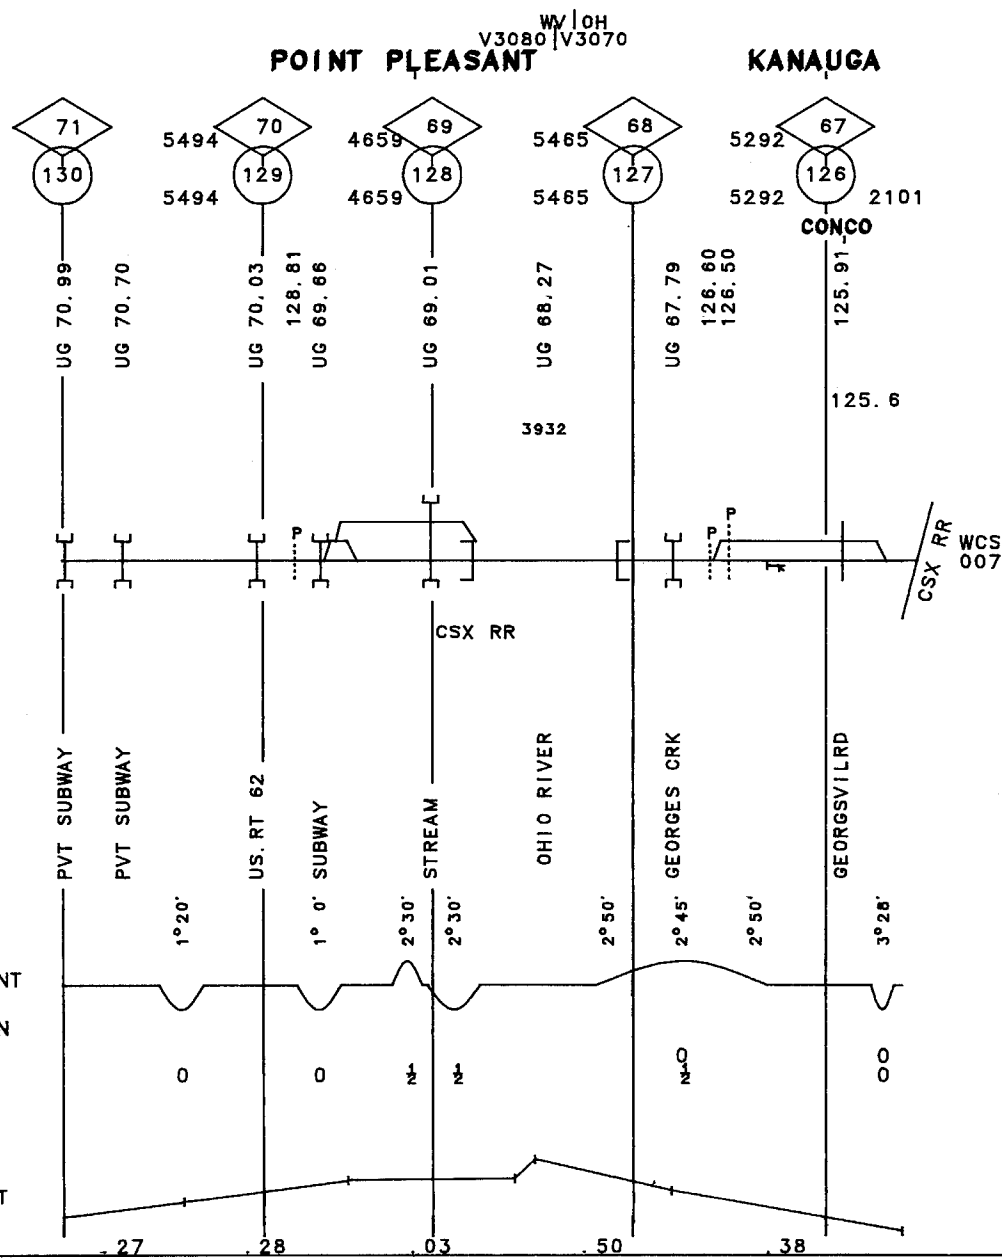 WV|OH
V3080|V3070
POINT PLEASANT
KANAUGA
71
5494
70
4659
69
5465
68
5292
67
130
5494
129
4659
128
5465
127
5292
126
2101
CONCO
UG 70.99
UG 70.70
UG 70.03
128.81
UG 69.66
UG 69.01
UG 68.27
UG 67.79
126.60
126.50
125.91
125.6
3932
P
P
P
CSX RR
WCS
007
CSX RR
PVT SUBWAY
PVT SUBWAY
US. RT 62
SUBWAY
STREAM
OHIO RIVER
GEORGES CRK
GEORGSVILRD
1°20'
1° 0'
2°30'
2°30'
2°50'
2°45'
2°50'
3°28'
NT
N
0
0
0
0
½
½
½
0
T
.27
.28
.03
.50
.38